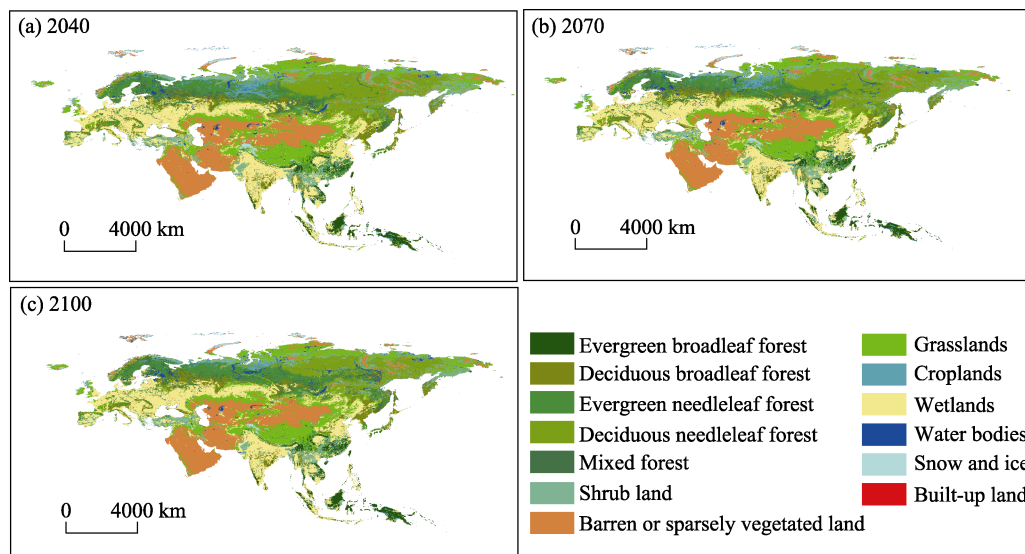 (a) 2040
0 4000 km
(b) 2070
0 4000 km
(c) 2100
0 4000 km
Evergreen broadleaf forest
Deciduous broadleaf forest
Evergreen needleleaf forest
Deciduous needleleaf forest
Mixed forest
Shrub land
Barren or sparsely vegetated land
Grasslands
Croplands
Wetlands
Water bodies
Snow and ice
Built-up land